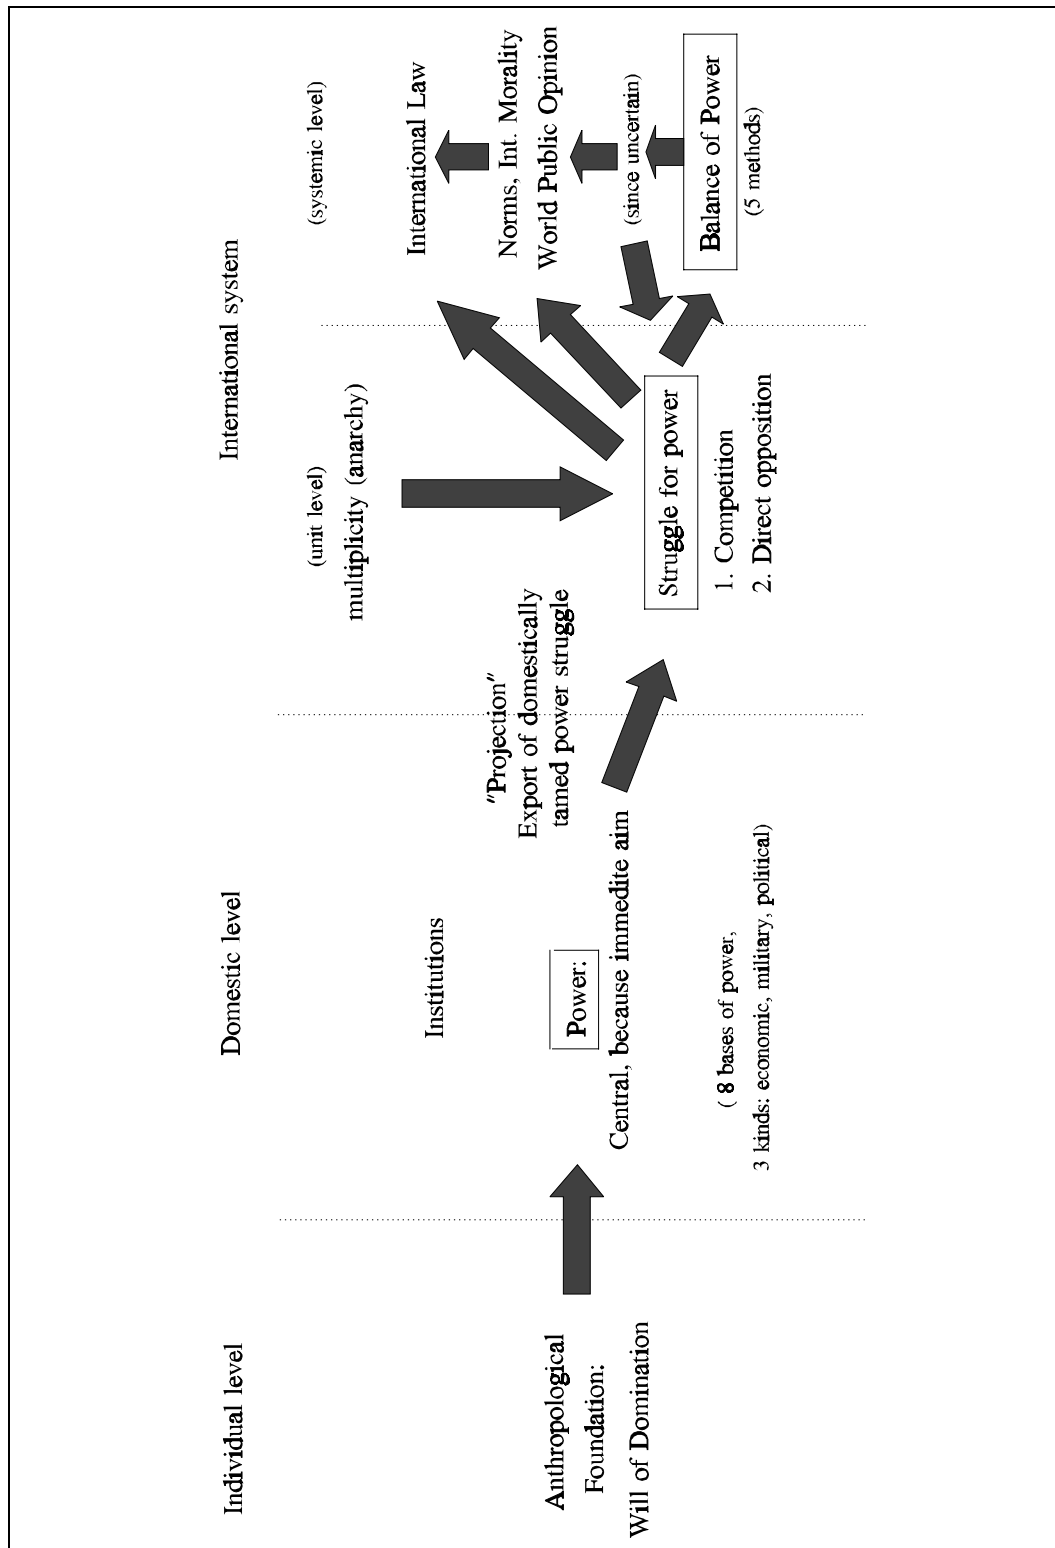 Individual level
Domestic level
International system
(unit level)
(systemic level)
multiplicity (anarchy)
International Law
Institutions
"Projection"
Export of domestically
tamed power struggle
Norms, Int. Morality
World Public Opinion
(since uncertain)
Anthropological
Foundation:
Will of Domination
Power:
Central, because immedite aim
Struggle for power
Balance of Power
( 8 bases of power,
3 kinds: economic, military, political)
1. Competition
2. Direct opposition
(5 methods)